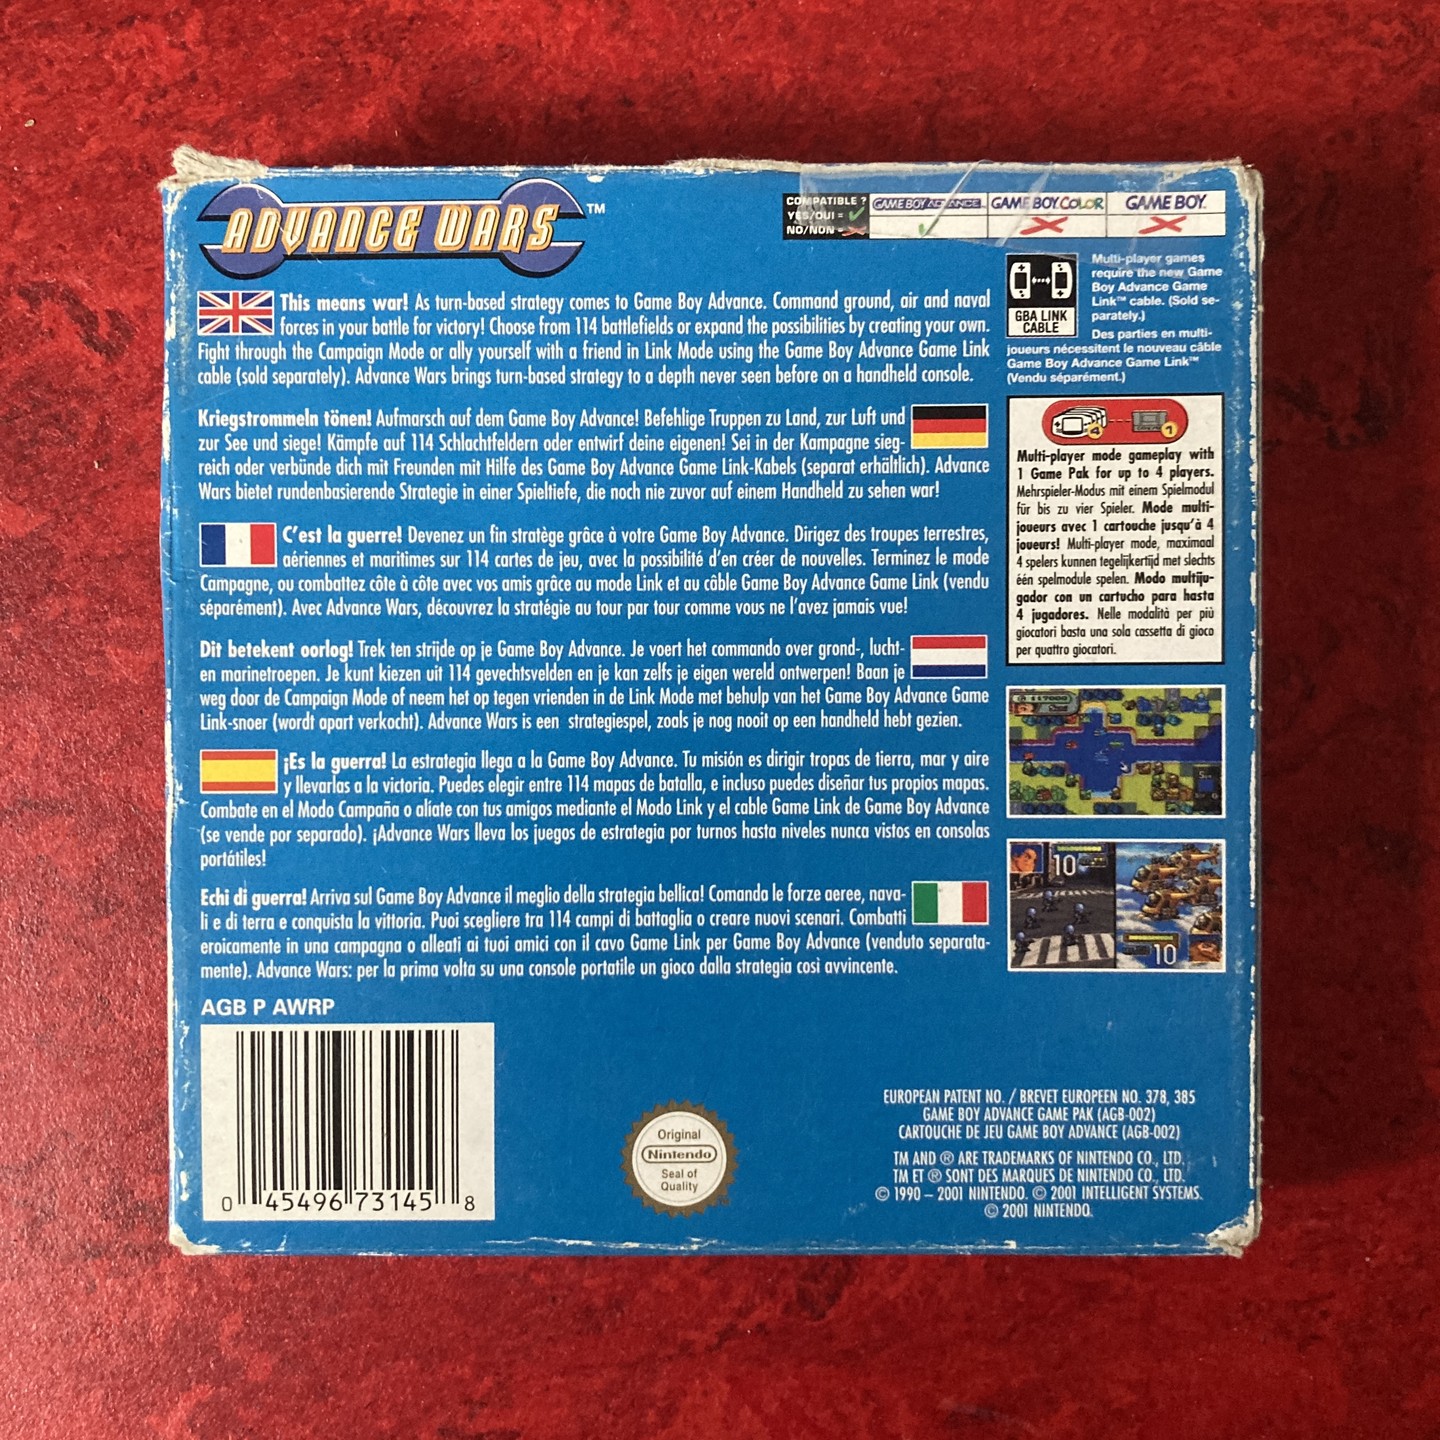 ADVANCE WARS™
COMPATIBLE ?
YES/OUI =
NO/NON =
GAME BOY ADVANCE
GAME BOY COLOR
GAME BOY
This means war! As turn-based strategy comes to Game Boy Advance. Command ground, air and naval
forces in your battle for victory! Choose from 114 battlefields or expand the possibilities by creating your own.
Fight through the Campaign Mode or ally yourself with a friend in Link Mode using the Game Boy Advance Game Link
cable (sold separately). Advance Wars brings turn-based strategy to a depth never seen before on a handheld console.
Kriegstrommeln tönen! Aufmarsch auf dem Game Boy Advance! Befehlige Truppen zu Land, zur Luft und
zur See und siege! Kämpfe auf 114 Schlachtfeldern oder entwirf deine eigenen! Sei in der Kampagne sieg-
reich oder verbünde dich mit Freunden mit Hilfe des Game Boy Advance Game Link-Kabels (separat erhältlich). Advance
Wars bietet rundenbasierende Strategie in einer Spieltiefe, die noch nie zuvor auf einem Handheld zu sehen war!
C'est la guerre! Devenez un fin stratège grâce à votre Game Boy Advance. Dirigez des troupes terrestres,
aériennes et maritimes sur 114 cartes de jeu, avec la possibilité d'en créer de nouvelles. Terminez le mode
Campagne, ou combattez côte à côte avec vos amis grâce au mode Link et au câble Game Boy Advance Game Link (vendu
séparément). Avec Advance Wars, découvrez la stratégie au tour par tour comme vous ne l'avez jamais vue!
Dit betekent oorlog! Trek ten strijde op je Game Boy Advance. Je voert het commando over grond-, lucht-
en marinetroepen. Je kunt kiezen uit 114 gevechtsvelden en je kan zelfs je eigen wereld ontwerpen! Baan je
weg door de Campaign Mode of neem het op tegen vrienden in de Link Mode met behulp van het Game Boy Advance Game
Link-snoer (wordt apart verkocht). Advance Wars is een strategiespel, zoals je nog nooit op een handheld hebt gezien.
¡Es la guerra! La estrategia llega a la Game Boy Advance. Tu misión es dirigir tropas de tierra, mar y aire
y llevarlas a la victoria. Puedes elegir entre 114 mapas de batalla, e incluso puedes diseñar tus propios mapas.
Combate en el Modo Campaña o alíate con tus amigos mediante el Modo Link y el cable Game Link de Game Boy Advance
(se vende por separado). ¡Advance Wars lleva los juegos de estrategia por turnos hasta niveles nunca vistos en consolas
portátiles!
Echi di guerra! Arriva sul Game Boy Advance il meglio della strategia bellica! Comanda le forze aeree, nava-
li e di terra e conquista la vittoria. Puoi scegliere tra 114 campi di battaglia o creare nuovi scenari. Combatti
eroicamente in una campagna o alleati ai tuoi amici con il cavo Game Link per Game Boy Advance (venduto separata-
mente). Advance Wars: per la prima volta su una console portatile un gioco dalla strategia così avvincente.
GBA LINK
CABLE
Multi-player games
require the new Game
Boy Advance Game
Link™ cable. (Sold se-
parately.)
Des parties en multi-
joueurs nécessitent le nouveau câble
Game Boy Advance Game Link™
(Vendu séparément.)
4
1
Multi-player mode gameplay with
1 Game Pak for up to 4 players.
Mehrspieler-Modus mit einem Spielmodul
für bis zu vier Spieler. Mode multi-
joueurs avec 1 cartouche jusqu'à 4
joueurs! Multi-player mode, maximaal
4 spelers kunnen tegelijkertijd met slechts
één spelmodule spelen. Modo multiju-
gador con un cartucho para hasta
4 jugadores. Nelle modalità per più
giocatori basta una sola cassetta di gioco
per quattro giocatori.
10
10
AGB P AWRP
0 45496 73145 8
Original
Nintendo
Seal of
Quality
EUROPEAN PATENT NO. / BREVET EUROPEEN NO. 378, 385
GAME BOY ADVANCE GAME PAK (AGB-002)
CARTOUCHE DE JEU GAME BOY ADVANCE (AGB-002)
TM AND ® ARE TRADEMARKS OF NINTENDO CO., LTD.
TM ET ® SONT DES MARQUES DE NINTENDO CO., LTD.
© 1990 – 2001 NINTENDO. © 2001 INTELLIGENT SYSTEMS.
© 2001 NINTENDO.